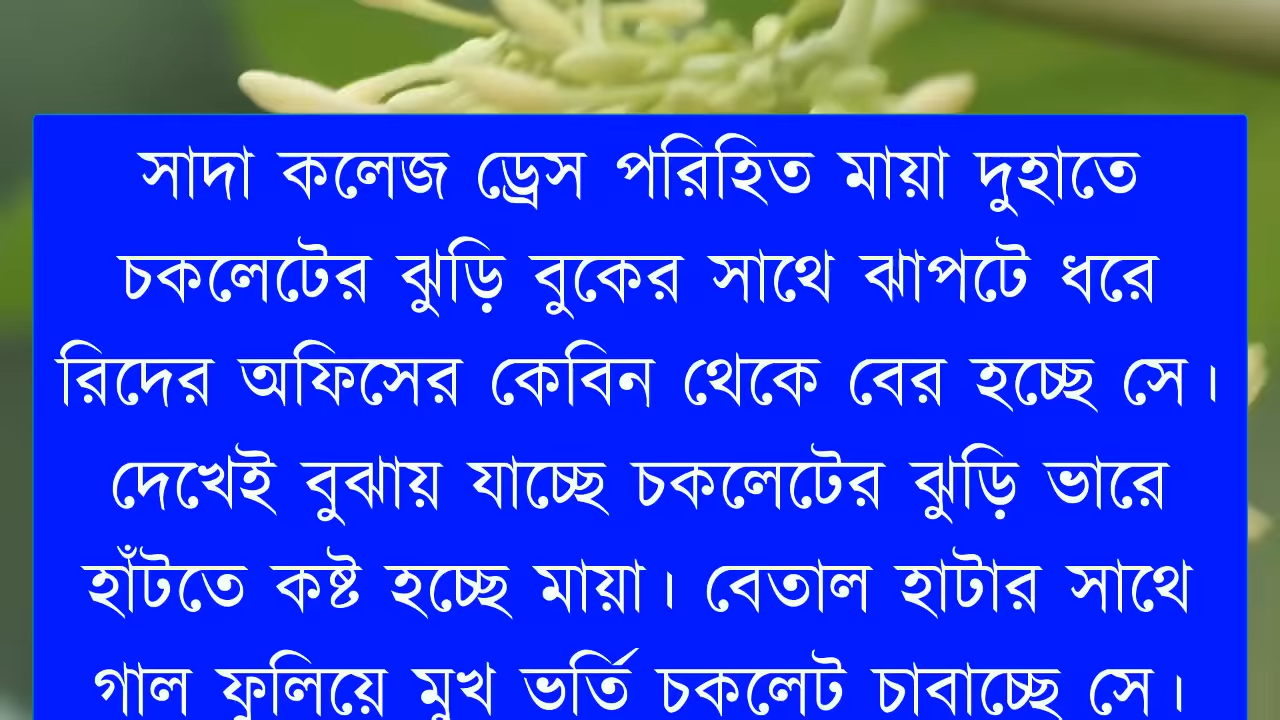 সাদা কলেজ ড্রেস পরিহিত মায়া দুহাতে
চকলেটের ঝুড়ি বুকের সাথে ঝাপটে ধরে
রিদের অফিসের কেবিন থেকে বের হচ্ছে সে।
দেখেই বুঝায় যাচ্ছে চকলেটের ঝুড়ি ভারে
হাঁটতে কষ্ট হচ্ছে মায়া। বেতাল হাটার সাথে
গাল ফুলিয়ে মুখ ভর্তি চকলেট চাবাচ্ছে সে।